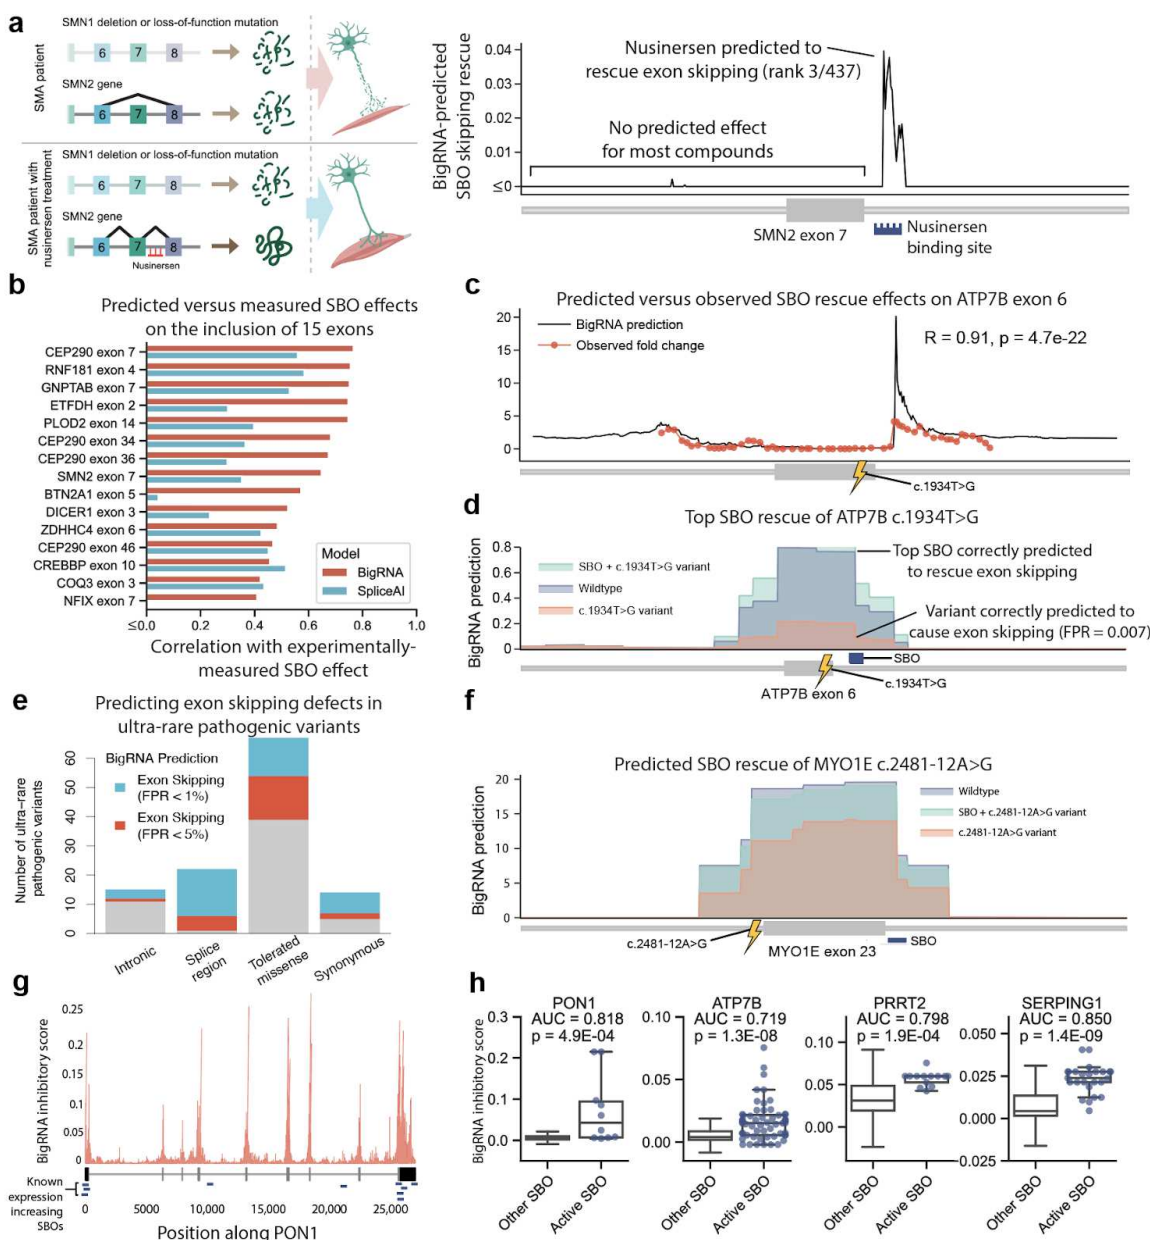 a
SMN1 deletion or loss-of-function mutation
6 7 8
SMN2 gene
6 7 8
SMA patient
SMN1 deletion or loss-of-function mutation
6 7 8
SMN2 gene
6 7 8
Nusinersen
SMA patient with
nusinersen treatment
BigRNA-predicted
SBO skipping rescue
0.04
0.03
0.02
0.01
≤0
Nusinersen predicted to
rescue exon skipping (rank 3/437)
No predicted effect
for most compounds
SMN2 exon 7
Nusinersen
binding site
b
Predicted versus measured SBO effects
on the inclusion of 15 exons
CEP290 exon 7
RNF181 exon 4
GNPTAB exon 7
ETFDH exon 2
PLOD2 exon 14
CEP290 exon 34
CEP290 exon 36
SMN2 exon 7
BTN2A1 exon 5
DICER1 exon 3
ZDHHC4 exon 6
CEP290 exon 46
CREBBP exon 10
COQ3 exon 3
NFIX exon 7
Model
BigRNA
SpliceAI
≤0.0 0.2 0.4 0.6 0.8 1.0
Correlation with experimentally-
measured SBO effect
c
Predicted versus observed SBO rescue effects on ATP7B exon 6
20
15
10
5
0
BigRNA prediction
Observed fold change
R = 0.91, p = 4.7e-22
c.1934T>G
d
Top SBO rescue of ATP7B c.1934T>G
BigRNA prediction
0.8
0.6
0.4
0.2
0
SBO + c.1934T>G variant
Wildtype
c.1934T>G variant
Top SBO correctly predicted
to rescue exon skipping
Variant correctly predicted to
cause exon skipping (FPR = 0.007)
SBO
c.1934T>G
ATP7B exon 6
e
Predicting exon skipping defects in
ultra-rare pathogenic variants
BigRNA Prediction
Exon Skipping
(FPR < 1%)
Exon Skipping
(FPR < 5%)
Number of ultra-rare
pathogenic variants
60
50
40
30
20
10
0
Intronic
Splice
region
Tolerated
missense
Synonymous
f
Predicted SBO rescue of MYO1E c.2481-12A>G
BigRNA prediction
20
15
10
5
0
Wildtype
SBO + c.2481-12A>G variant
c.2481-12A>G variant
c.2481-12A>G
MYO1E exon 23
SBO
g
BigRNA inhibitory score
0.25
0.2
0.15
0.1
0.05
0
Known
expression
increasing
SBOs
0 5,000 10,000 15,000 20,000 25,000
Position along PON1
h
BigRNA inhibitory score
PON1
AUC = 0.818
p = 4.9E-04
0.3
0.2
0.1
0.0
Other SBO
Active SBO
ATP7B
AUC = 0.719
p = 1.3E-08
0.10
0.05
0.00
Other SBO
Active SBO
PRRT2
AUC = 0.798
p = 1.9E-04
0.10
0.05
0.00
Other SBO
Active SBO
SERPING1
AUC = 0.850
p = 1.4E-09
0.050
0.025
0.000
-0.025
Other SBO
Active SBO